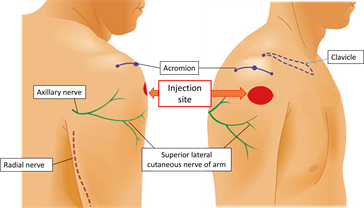 Clavicle
Acromion
Axillary nerve
Injection
site
Superior lateral
cutaneous nerve of arm
Radial nerve